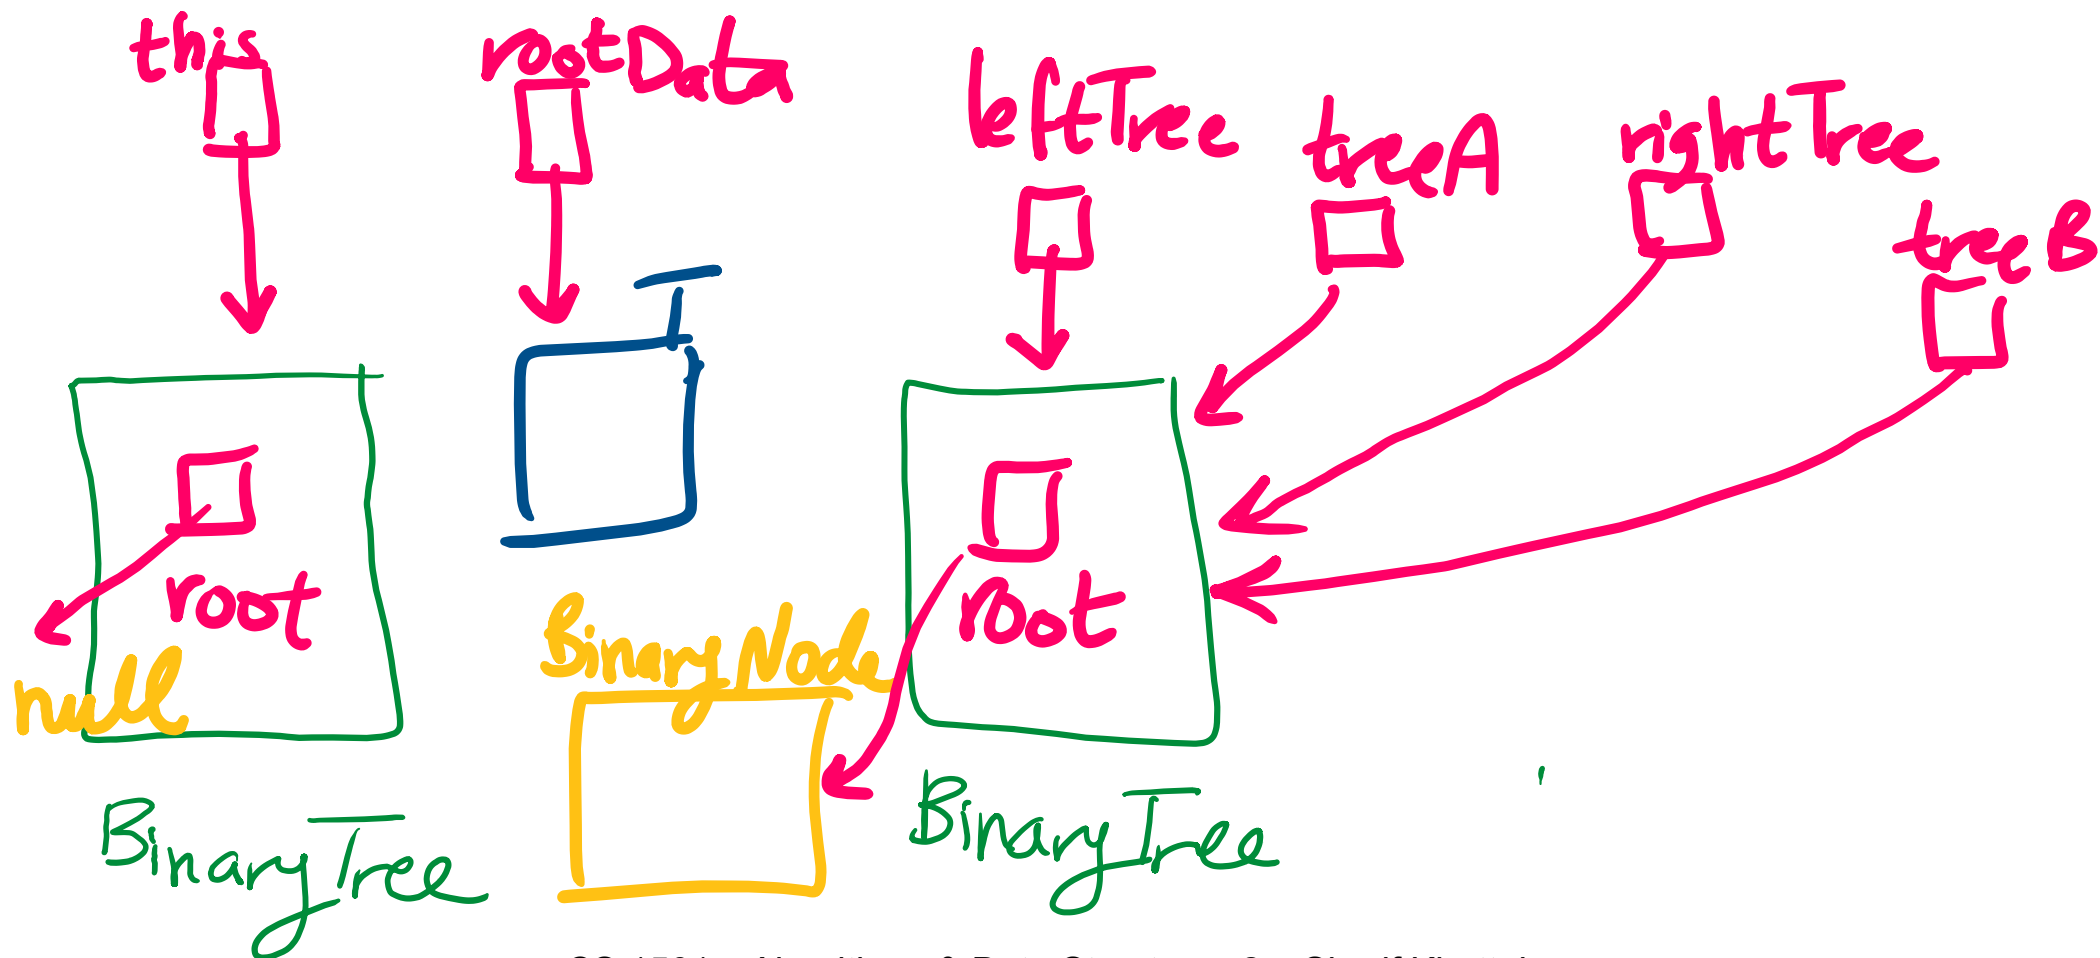 this
rootData
leftTree
treeA
rightTree
treeB
T
root
null
BinaryTree
BinaryNode
root
BinaryTree